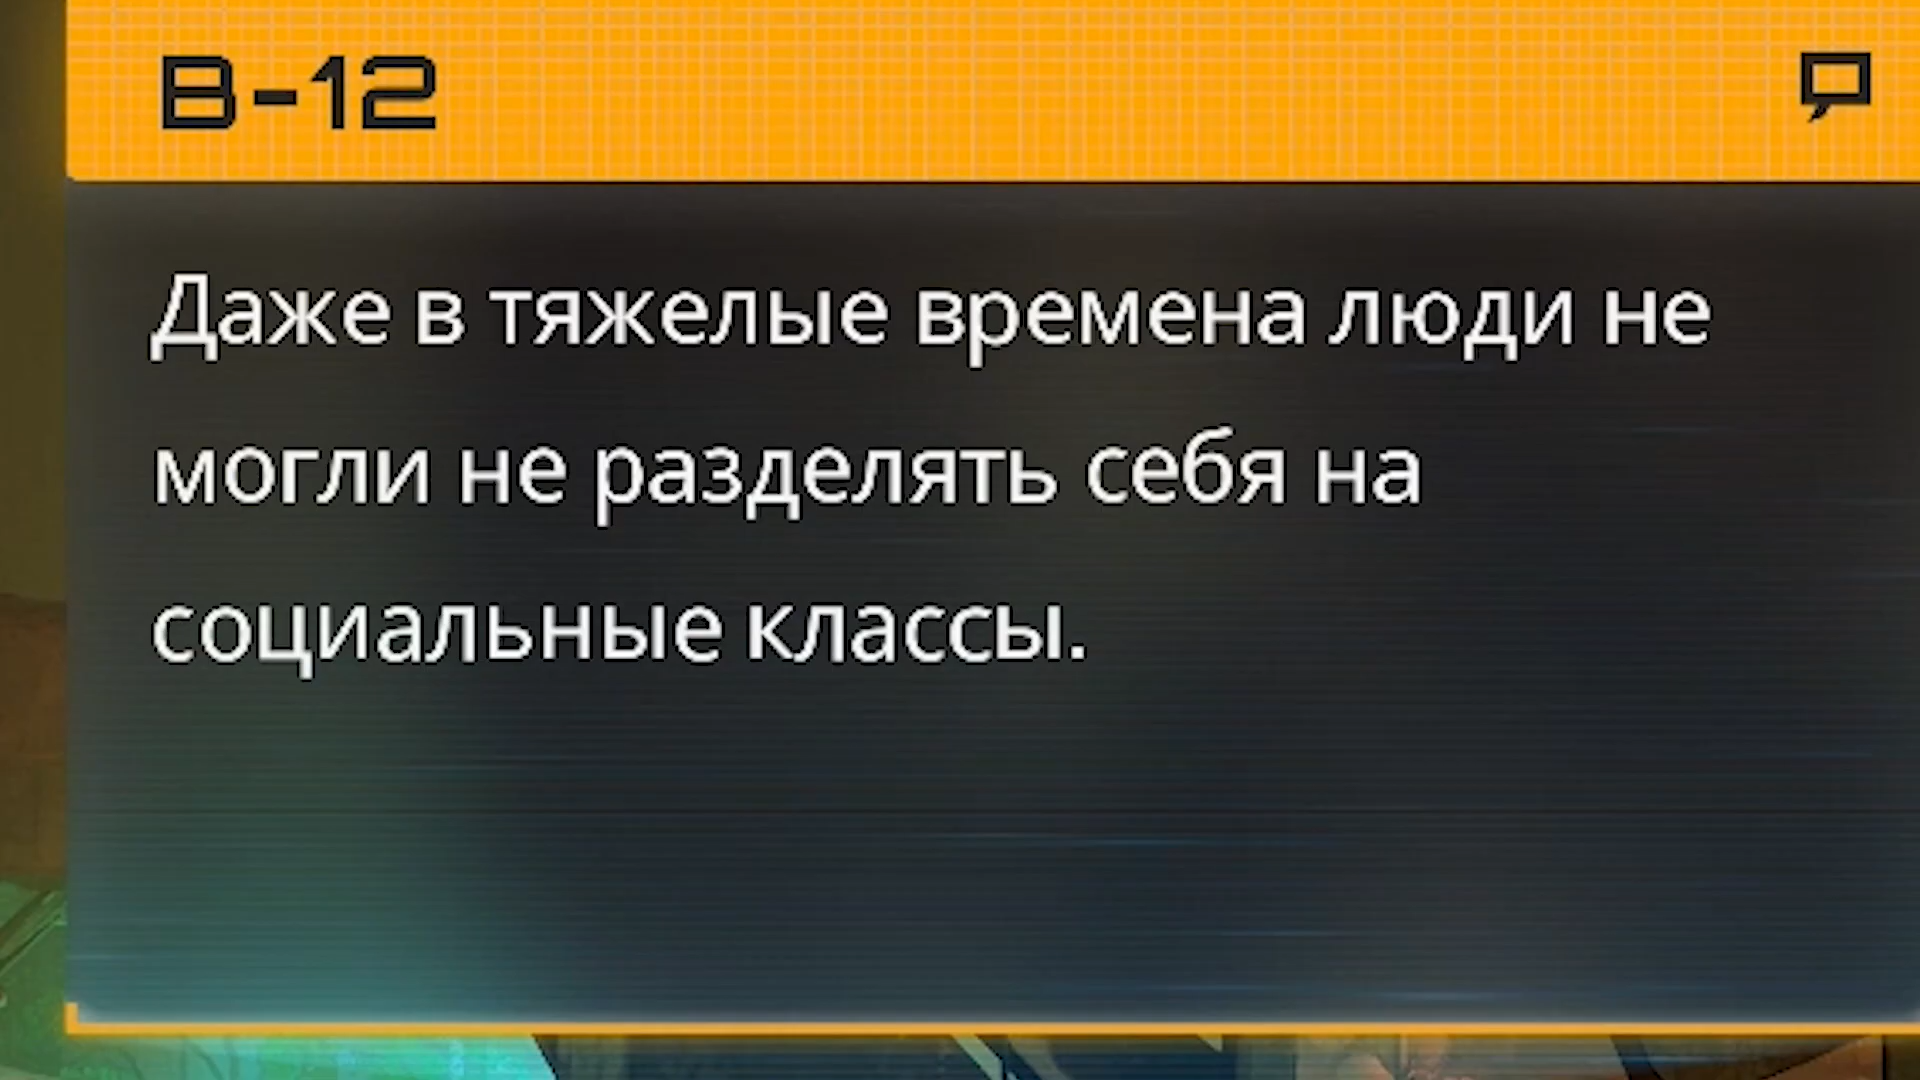 B-12
Даже в тяжелые времена люди не
могли не разделять себя на
социальные классы.